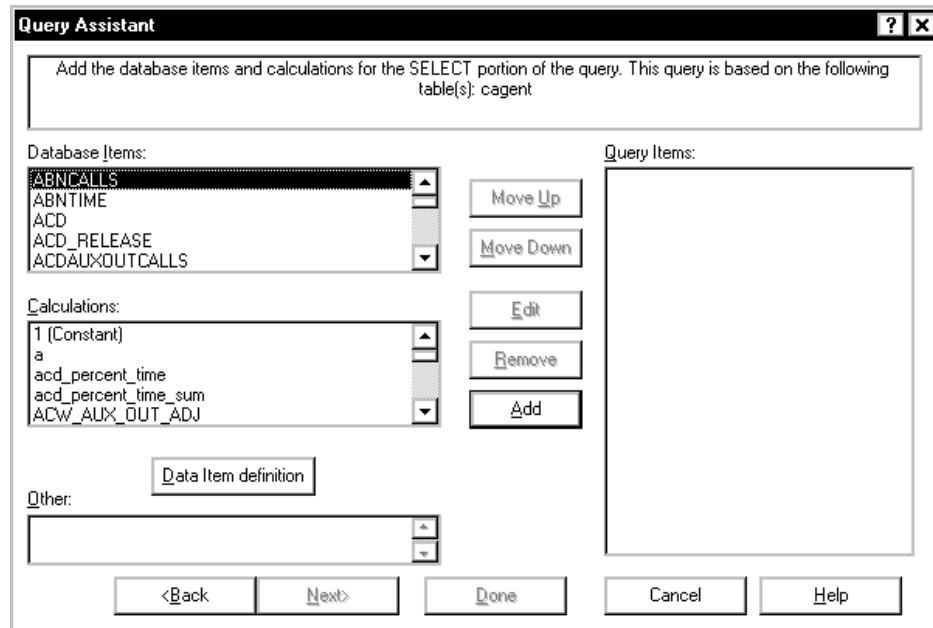 Query Assistant
Add the database items and calculations for the SELECT portion of the query. This query is based on the following
table(s): cagent
Database Items:
ABNCALLS
ABNTIME
ACD
ACD_RELEASE
ACDAUXOUTCALLS
Move Up
Move Down
Calculations:
1 (Constant)
a
acd_percent_time
acd_percent_time_sum
ACW_AUX_OUT_ADJ
Edit
Remove
Add
Data Item definition
Other:
Query Items:
<Back
Next>
Done
Cancel
Help